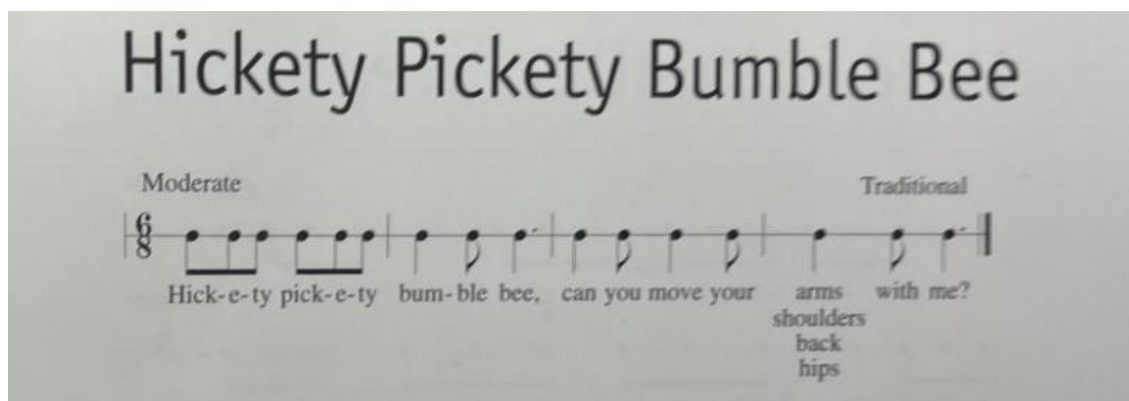 Hickety Pickety Bumble Bee
Moderate
Traditional
6
8
Hick-e-ty pick-e-ty bum-ble bee, can you move your arms with me?
shoulders
back
hips